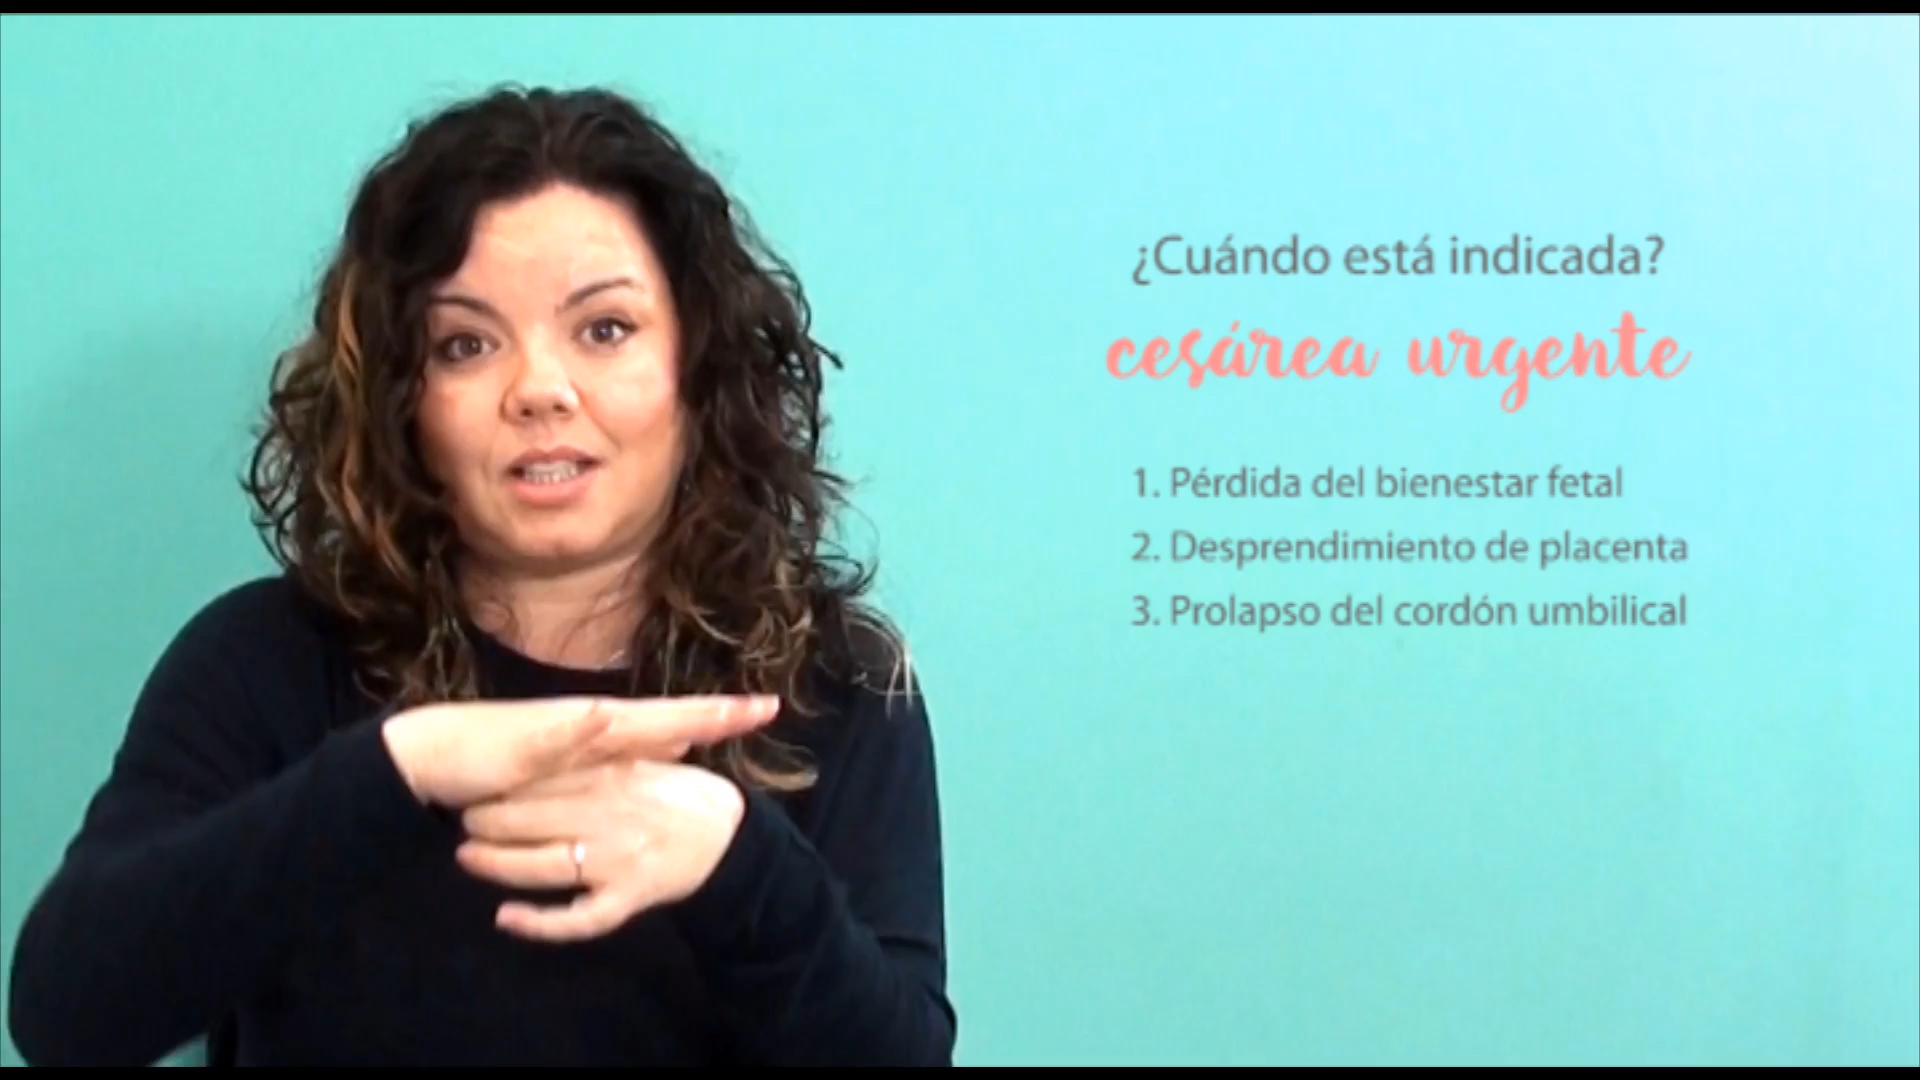 ¿Cuándo está indicada?
cesárea urgente
1. Pérdida del bienestar fetal
2. Desprendimiento de placenta
3. Prolapso del cordón umbilical